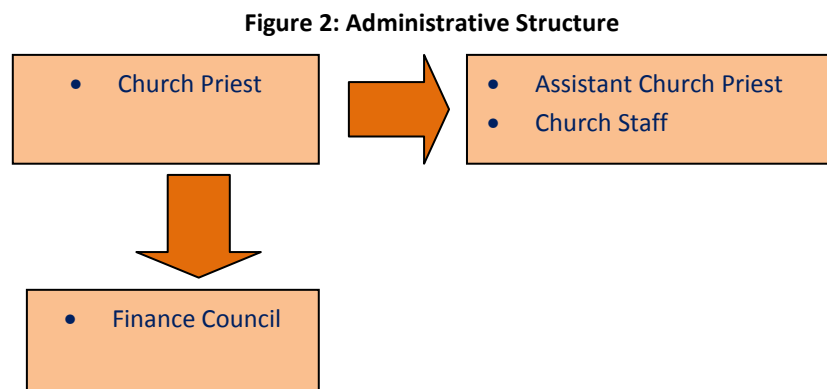 Figure 2: Administrative Structure
• Church Priest
• Assistant Church Priest
• Church Staff
• Finance Council